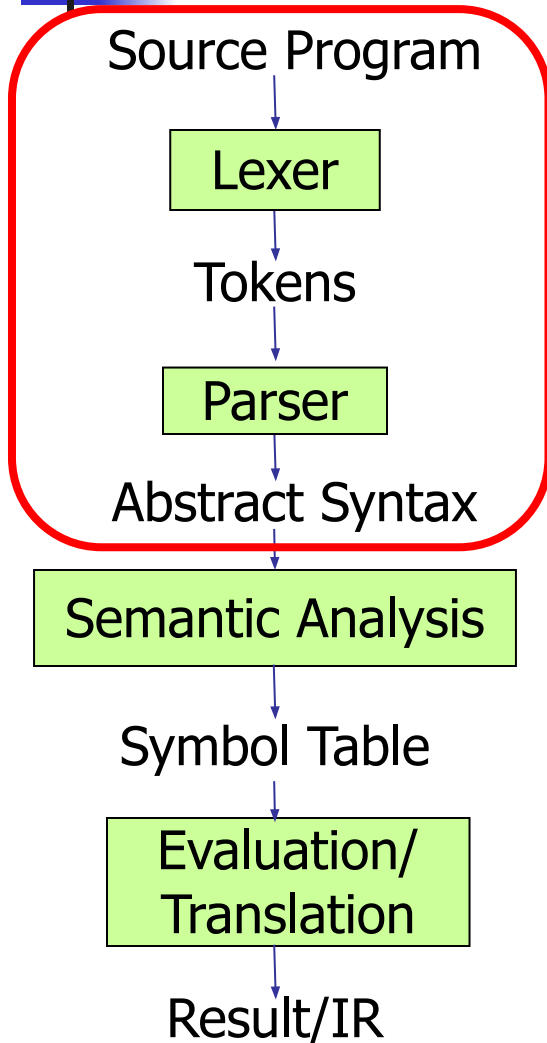 Source Program
Lexer
Tokens
Parser
Abstract Syntax
Semantic Analysis
Symbol Table
Evaluation/
Translation
Result/IR